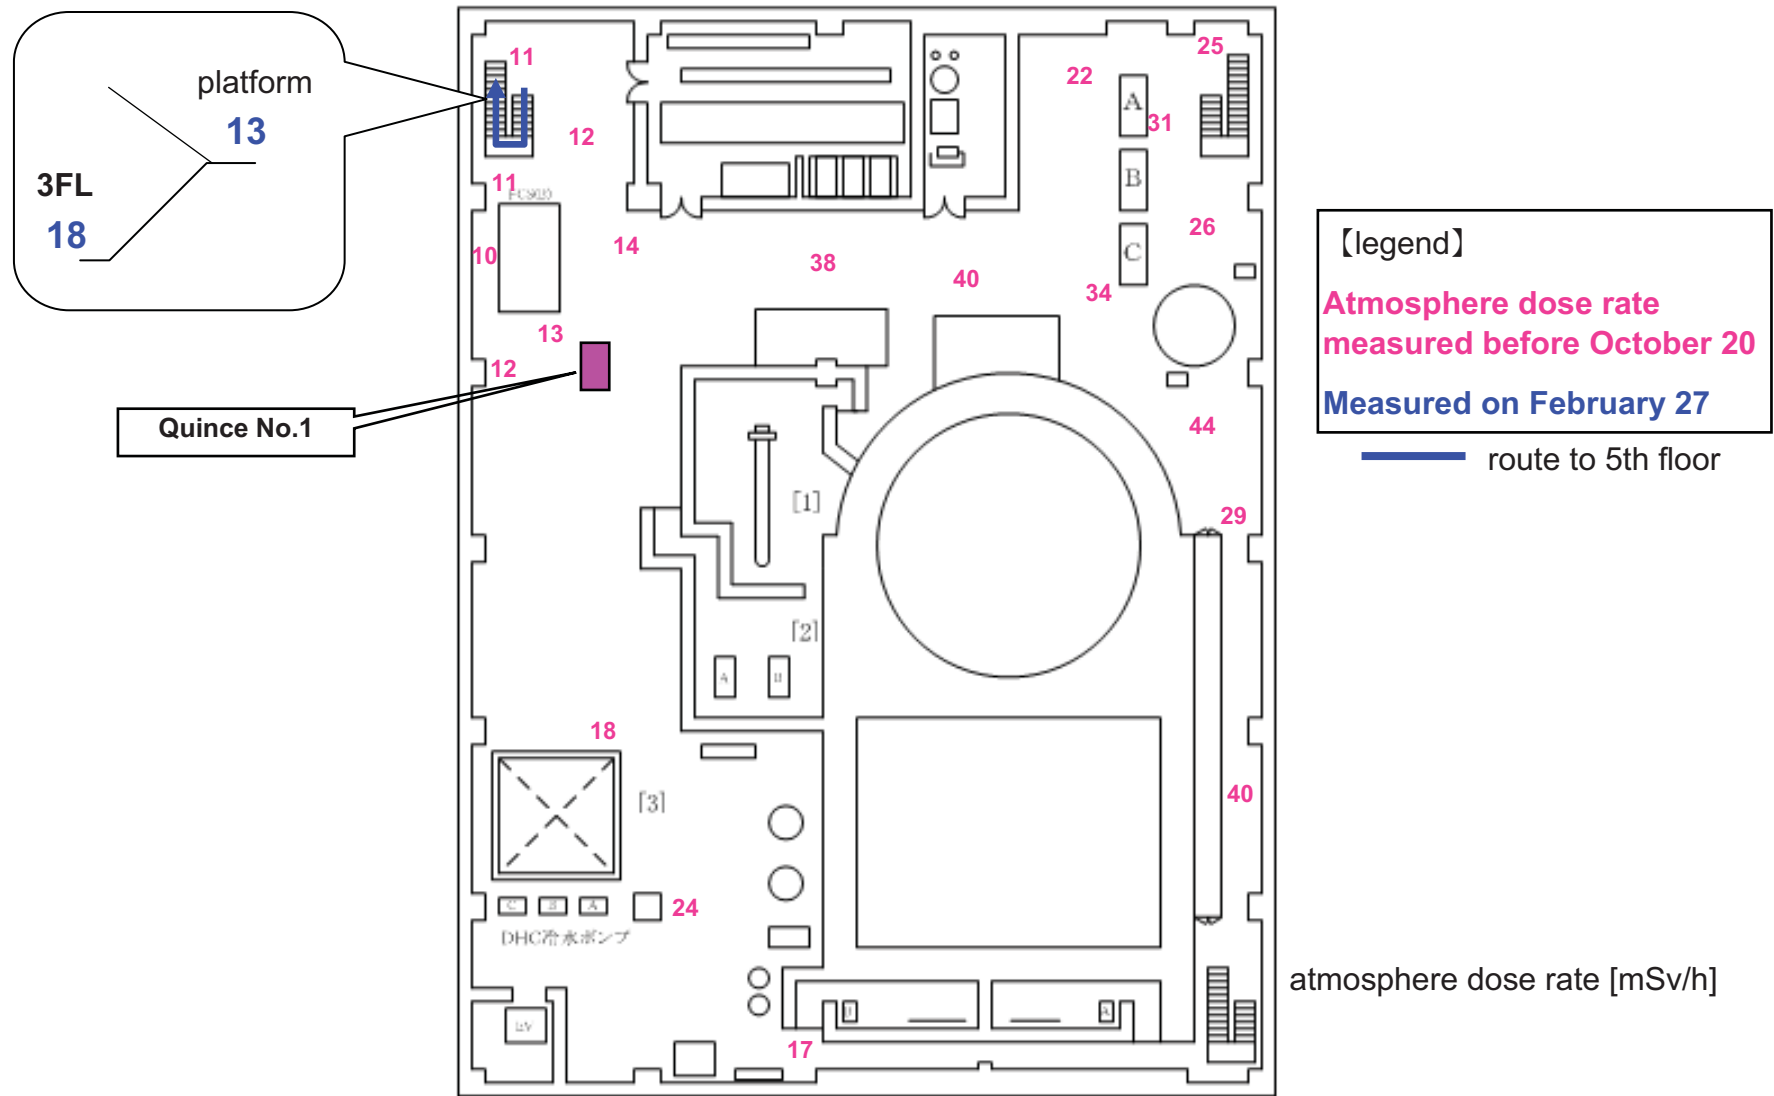 platform
13
3FL
18
11
12
11
10
14
13
12
Quince No.1
38
40
22
25
A
31
B
26
C
34
44
29
40
[1]
[2]
A
18
[3]
24
C
B
A
DHC冷水ポンプ
EV
17
A
【legend】
Atmosphere dose rate
measured before October 20
Measured on February 27
route to 5th floor
atmosphere dose rate [mSv/h]